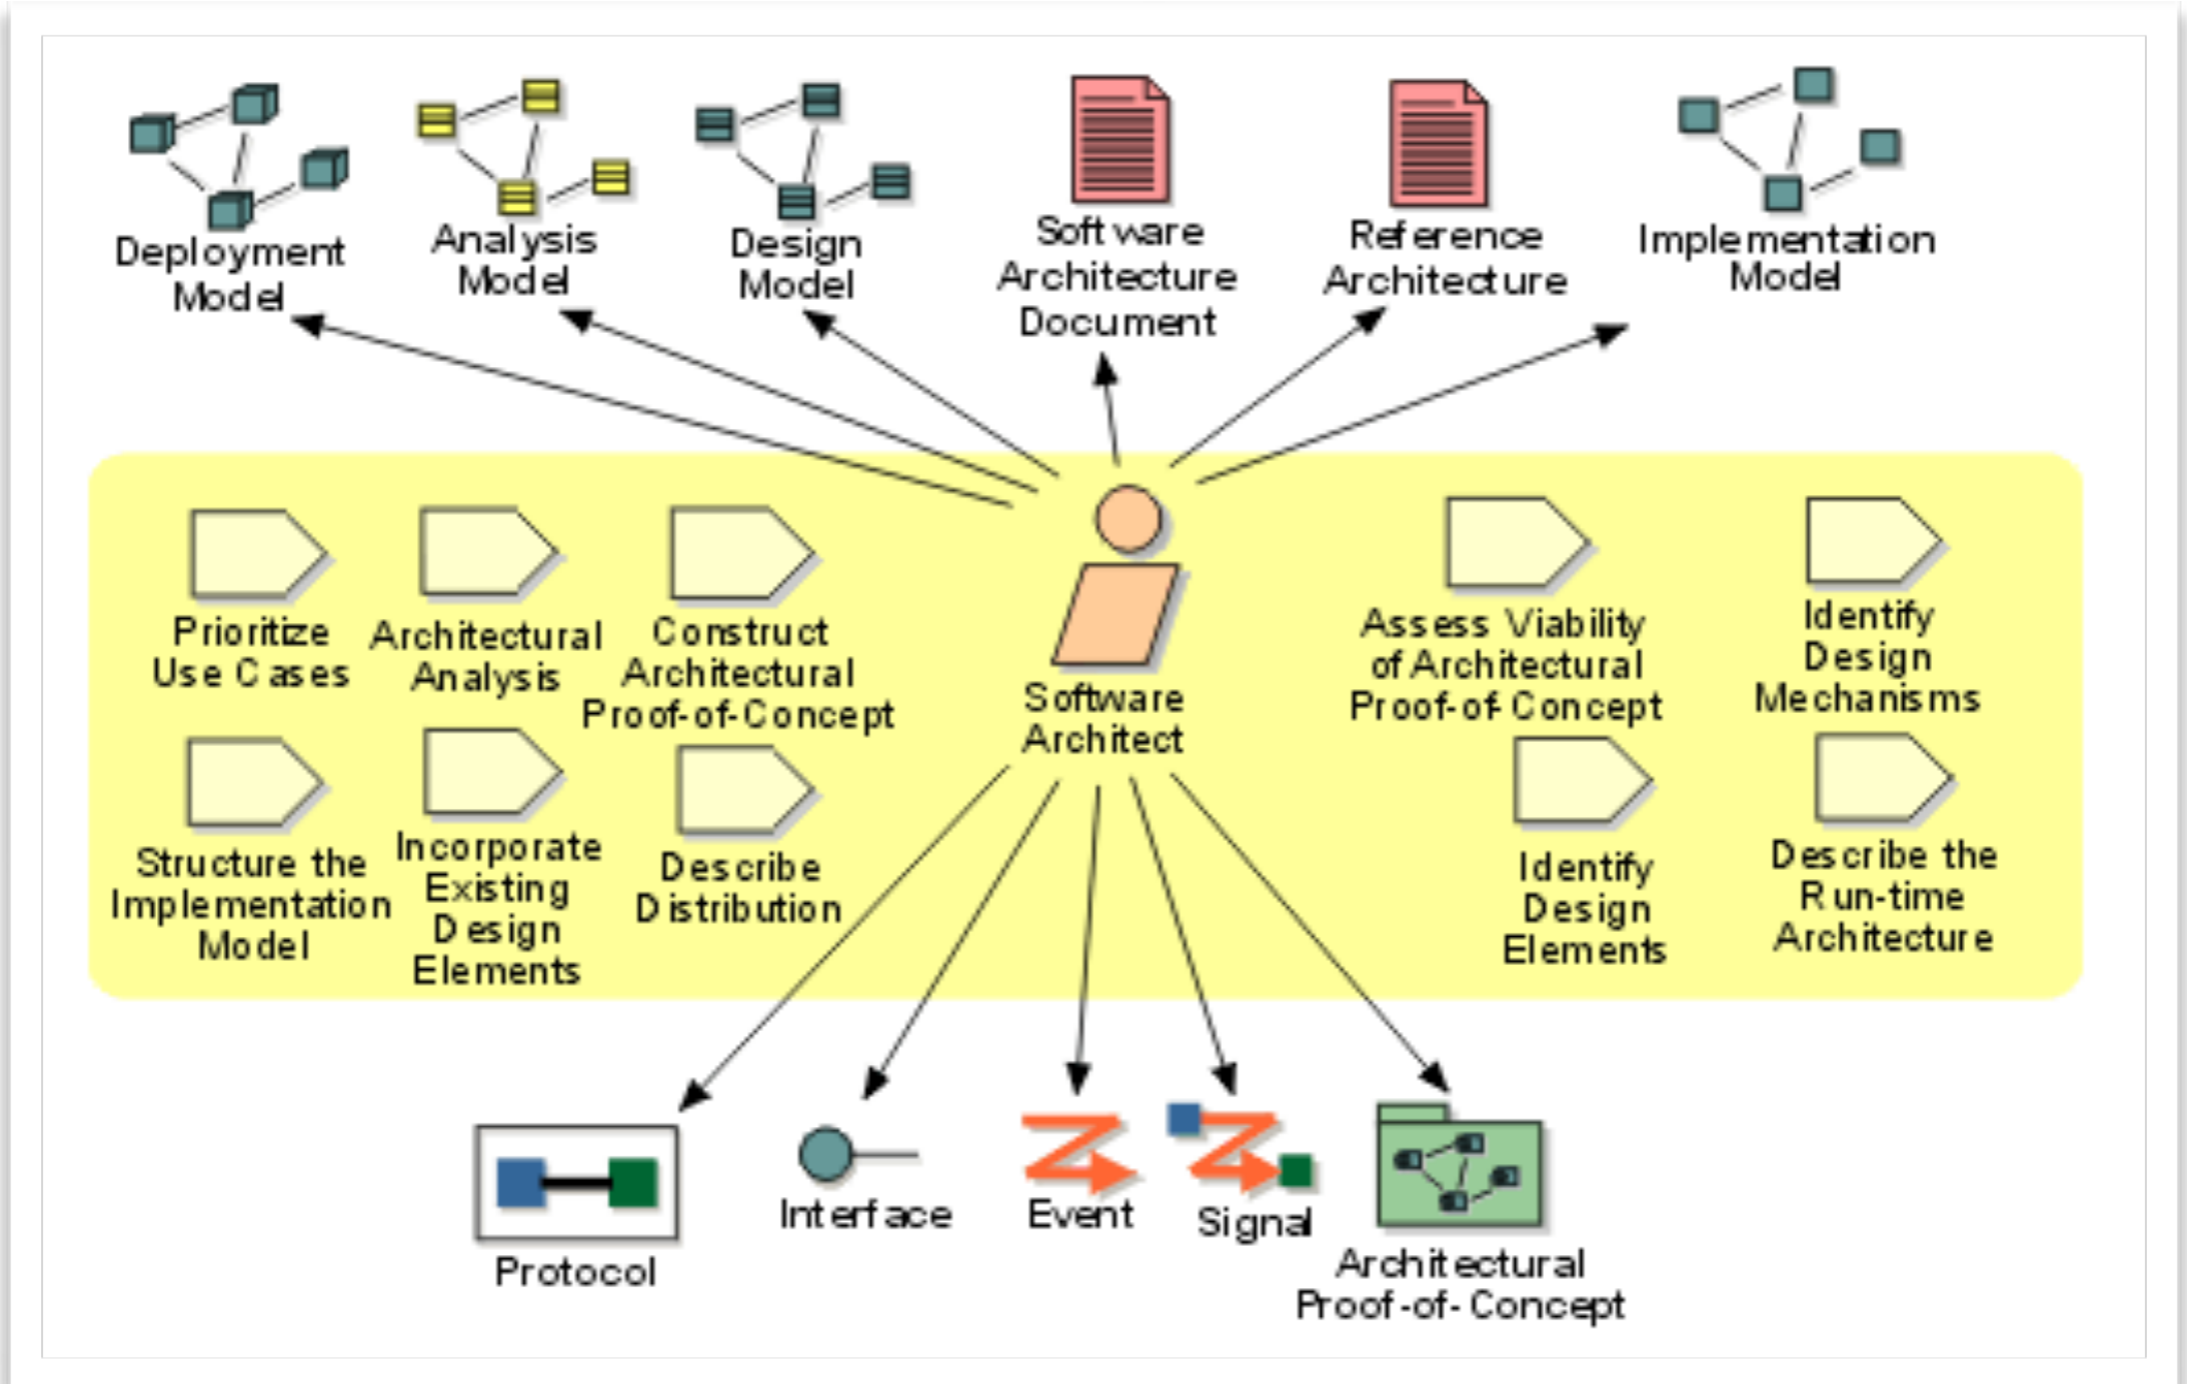 Deployment
Model
Analysis
Model
Design
Model
Software
Architecture
Document
Reference
Architecture
Implementation
Model
Prioritize
Use Cases
Architectural
Analysis
Construct
Architectural
Proof-of-Concept
Software
Architect
Assess Viability
of Architectural
Proof-of-Concept
Identify
Design
Mechanisms
Structure the
Implementation
Model
Incorporate
Existing
Design
Elements
Describe
Distribution
Identify
Design
Elements
Describe the
Run-time
Architecture
Protocol
Interface
Event
Signal
Architectural
Proof-of-Concept